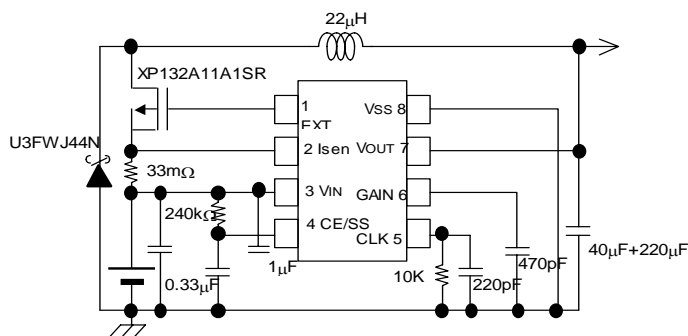 22μH
XP132A11A1SR
1
EXT
VSS 8
U3FWJ44N
2 Isen
VOUT 7
33mΩ
3 VIN
GAIN 6
240kΩ
4 CE/SS
CLK 5
40μF+220μF
1μF
10K
470pF
0.33μF
220pF